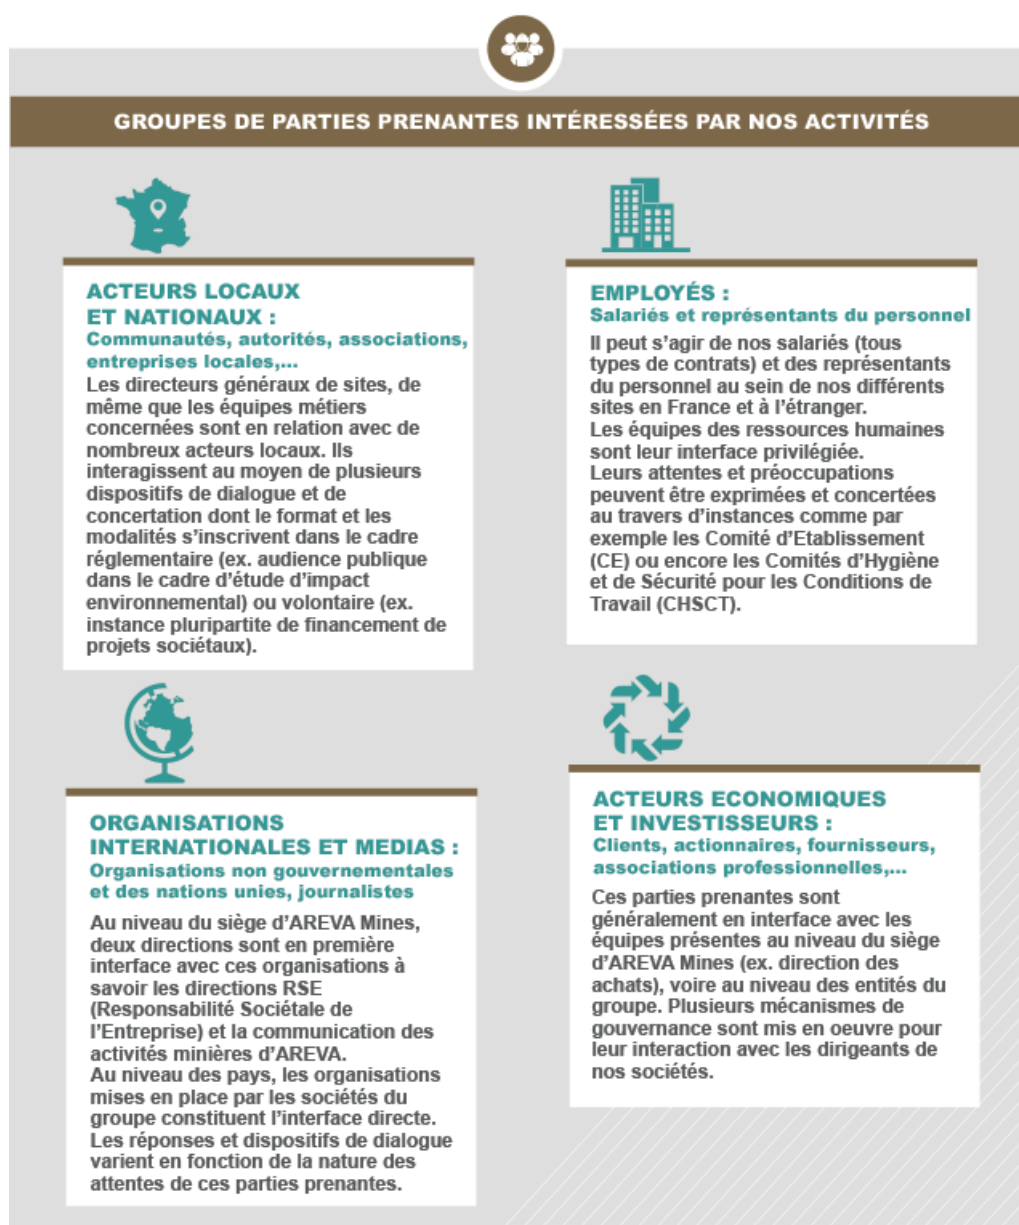 GROUPES DE PARTIES PRENANTES INTÉRESSÉES PAR NOS ACTIVITÉS
ACTEURS LOCAUX
ET NATIONAUX :
Communautés, autorités, associations,
entreprises locales,...
Les directeurs généraux de sites, de
même que les équipes métiers
concernées sont en relation avec de
nombreux acteurs locaux. Ils
interagissent au moyen de plusieurs
dispositifs de dialogue et de
concertation dont le format et les
modalités s’inscrivent dans le cadre
réglementaire (ex. audience publique
dans le cadre d’étude d’impact
environnemental) ou volontaire (ex.
instance pluripartite de financement de
projets sociétaux).
EMPLOYÉS :
Salariés et représentants du personnel
Il peut s’agir de nos salariés (tous
types de contrats) et des représentants
du personnel au sein de nos différents
sites en France et à l’étranger.
Les équipes des ressources humaines
sont leur interface privilégiée.
Leurs attentes et préoccupations
peuvent être exprimées et concertées
au travers d’instances comme par
exemple les Comité d’Etablissement
(CE) ou encore les Comités d’Hygiène
et de Sécurité pour les Conditions de
Travail (CHSCT).
ORGANISATIONS
INTERNATIONALES ET MEDIAS :
Organisations non gouvernementales
et des nations unies, journalistes
Au niveau du siège d’AREVA Mines,
deux directions sont en première
interface avec ces organisations à
savoir les directions RSE
(Responsabilité Sociétale de
l’Entreprise) et la communication des
activités minières d’AREVA.
Au niveau des pays, les organisations
mises en place par les sociétés du
groupe constituent l’interface directe.
Les réponses et dispositifs de dialogue
varient en fonction de la nature des
attentes de ces parties prenantes.
ACTEURS ECONOMIQUES
ET INVESTISSEURS :
Clients, actionnaires, fournisseurs,
associations professionnelles,...
Ces parties prenantes sont
généralement en interface avec les
équipes présentes au niveau du siège
d’AREVA Mines (ex. direction des
achats), voire au niveau des entités du
groupe. Plusieurs mécanismes de
gouvernance sont mis en oeuvre pour
leur interaction avec les dirigeants de
nos sociétés.